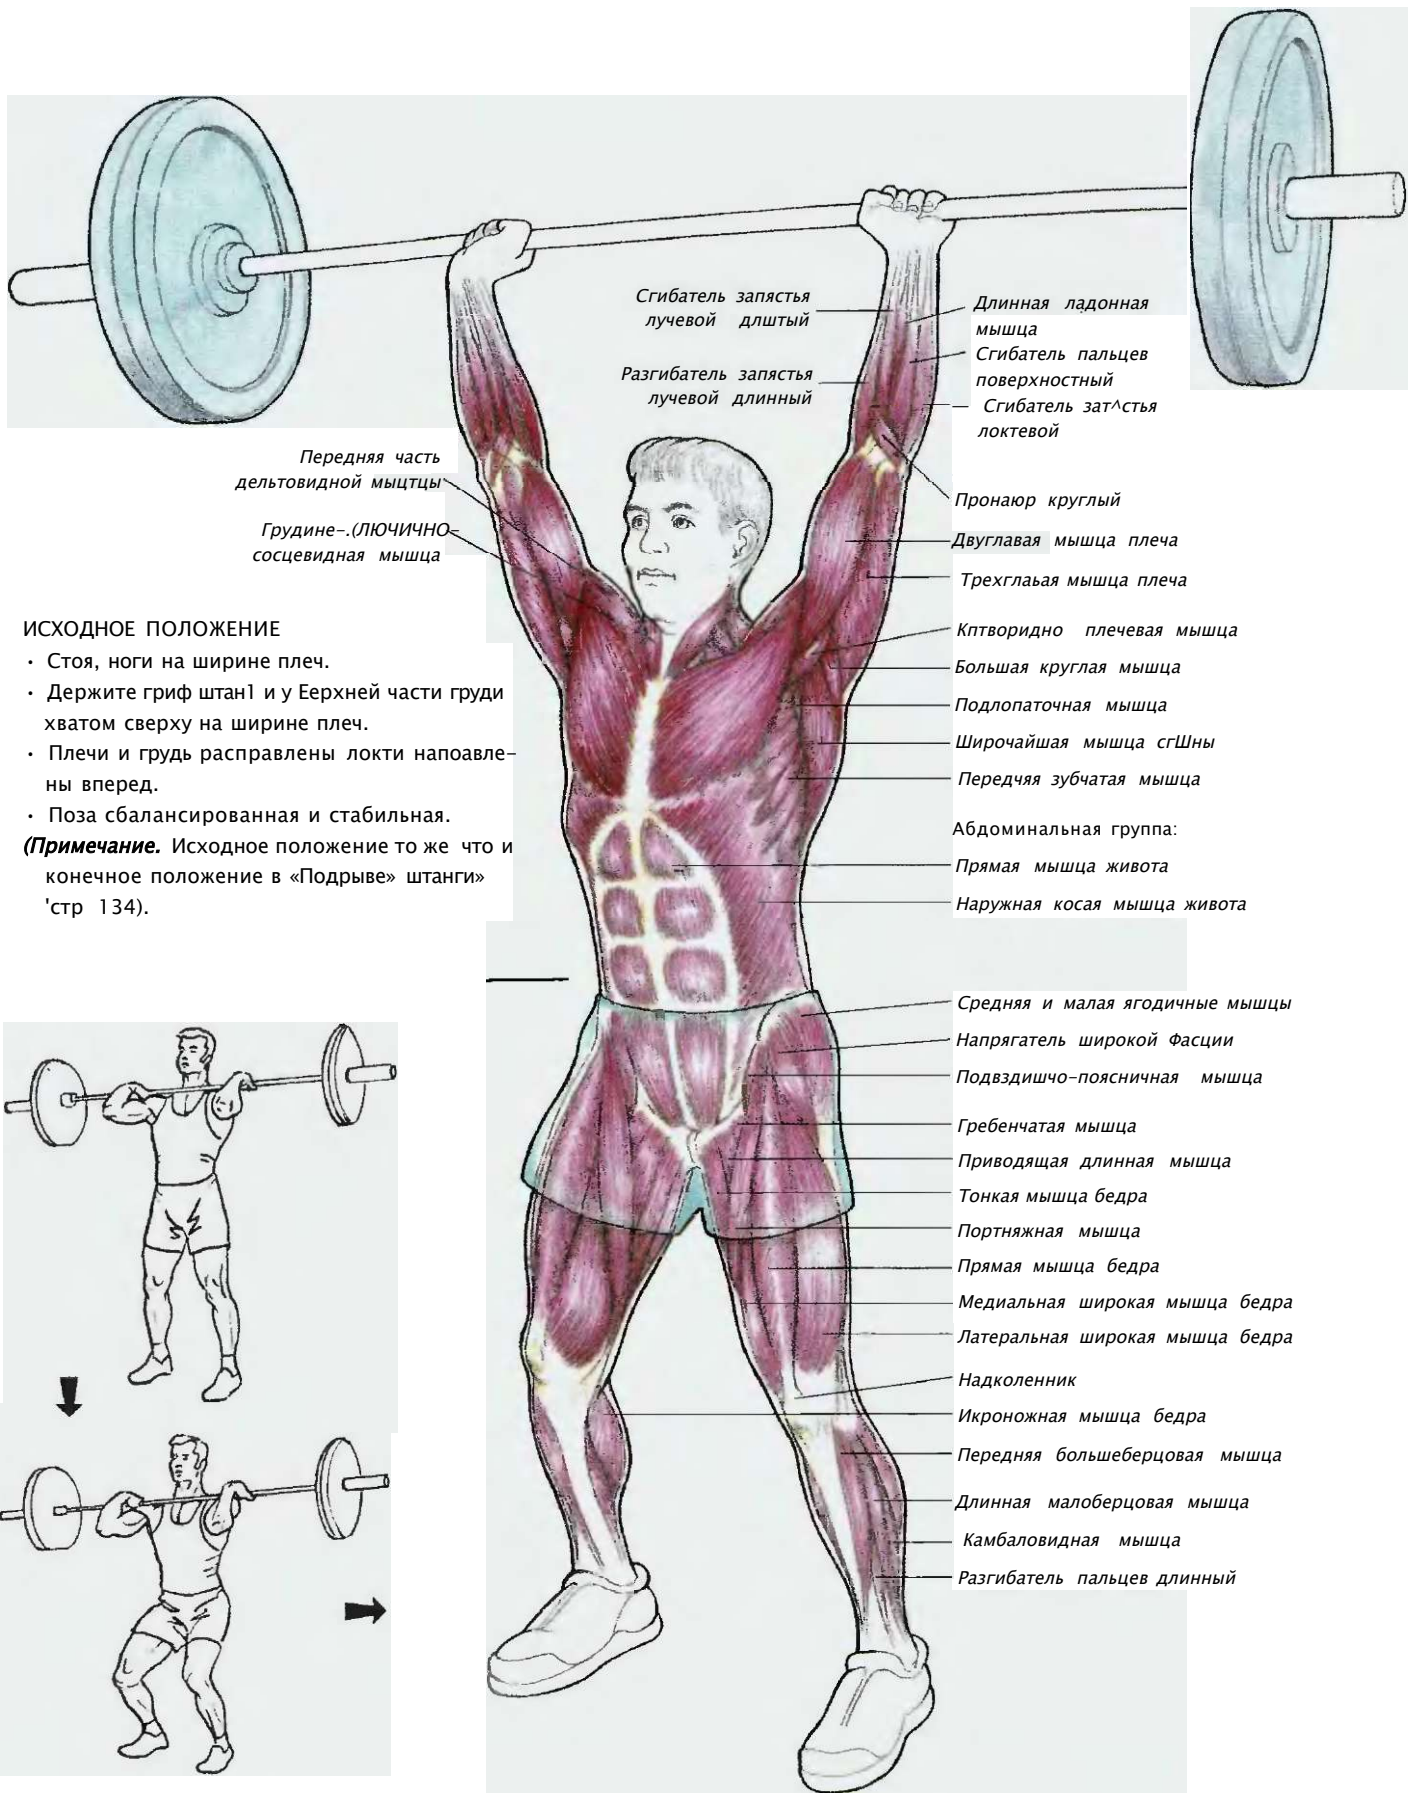 Сгибатель запястья
лучевой длштый
Длинная ладонная
мышца
Сгибатель пальцев
поверхностный
Разгибатель запястья
лучевой длинный
Сгибатель зат^стья
локтевой
Передняя часть
дельтовидной мыцтцы
Пронаюр круглый
Грудине-.(ЛЮЧИЧНО-
сосцевидная мышца
Двуглавая мышца плеча
Трехглаьая мышца плеча
ИСХОДНОЕ ПОЛОЖЕНИЕ
• Стоя, ноги на ширине плеч.
• Держите гриф штан1 и у Еерхней части груди
хватом сверху на ширине плеч.
• Плечи и грудь расправлены локти напоавле-
ны вперед.
• Поза сбалансированная и стабильная.
(Примечание. Исходное положение то же что и
конечное положение в «Подрыве» штанги»
'стр 134).
Кптворидно плечевая мышца
Большая круглая мышца
Подлопаточная мышца
Широчайшая мышца сгШны
Передчяя зубчатая мышца
Абдоминальная группа:
Прямая мышца живота
Наружная косая мышца живота
Средняя и малая ягодичные мышцы
Напрягатель широкой Фасции
Подвздишчо-поясничная мышца
Гребенчатая мышца
Приводящая длинная мышца
Тонкая мышца бедра
Портняжная мышца
Прямая мышца бедра
Медиальная широкая мышца бедра
Латеральная широкая мышца бедра
Надколенник
Икроножная мышца бедра
Передняя большеберцовая мышца
Длинная малоберцовая мышца
Камбаловидная мышца
Разгибатель пальцев длинный